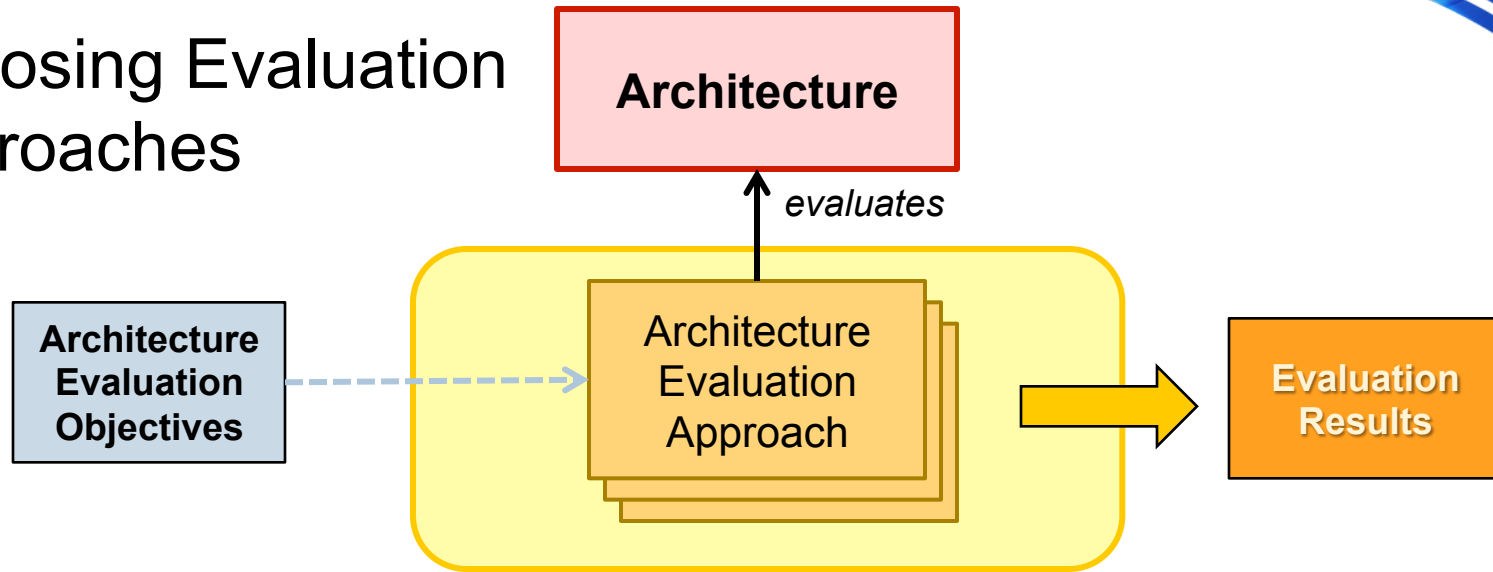 osing Evaluation
roaches
Architecture
evaluates
Architecture
Evaluation
Objectives
Architecture
Evaluation
Approach
Evaluation
Results